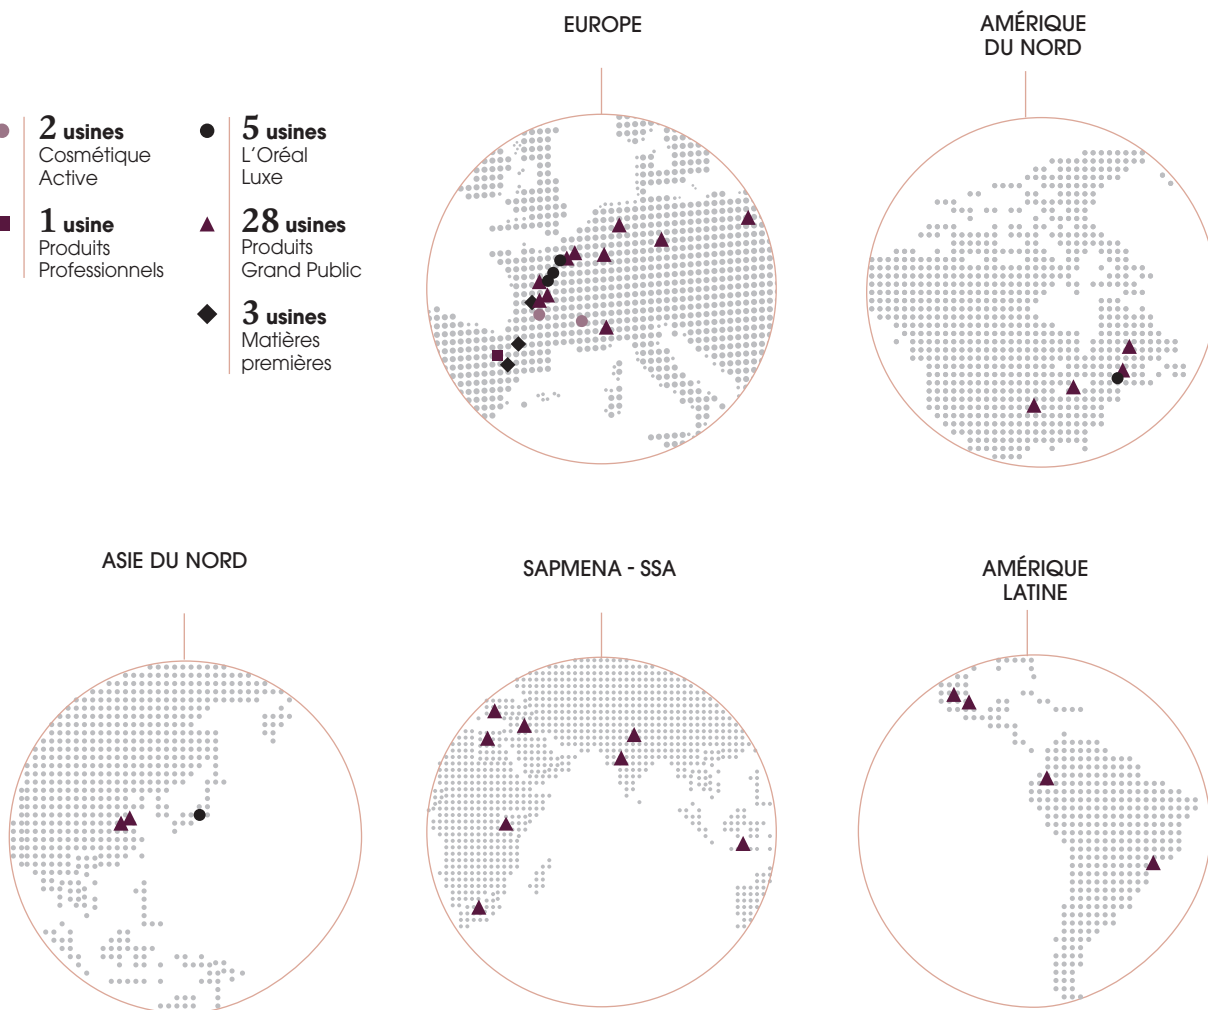 EUROPE
AMÉRIQUE
DU NORD
2 usines
Cosmétique
Active
1 usine
Produits
Professionnels
5 usines
L'Oréal
Luxe
28 usines
Produits
Grand Public
3 usines
Matières
premières
ASIE DU NORD
SAPMENA - SSA
AMÉRIQUE
LATINE